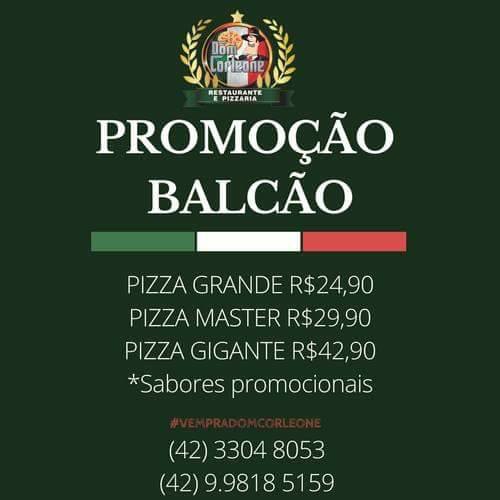 Dom
Corleone
RESTAURANTE
E PIZZARIA
PROMOÇÃO
BALCÃO
PIZZA GRANDE R$24,90
PIZZA MASTER R$29,90
PIZZA GIGANTE R$42,90
*Sabores promocionais
#VEMPRADOMCORLEONE
(42) 3304 8053
(42) 9.9818 5159